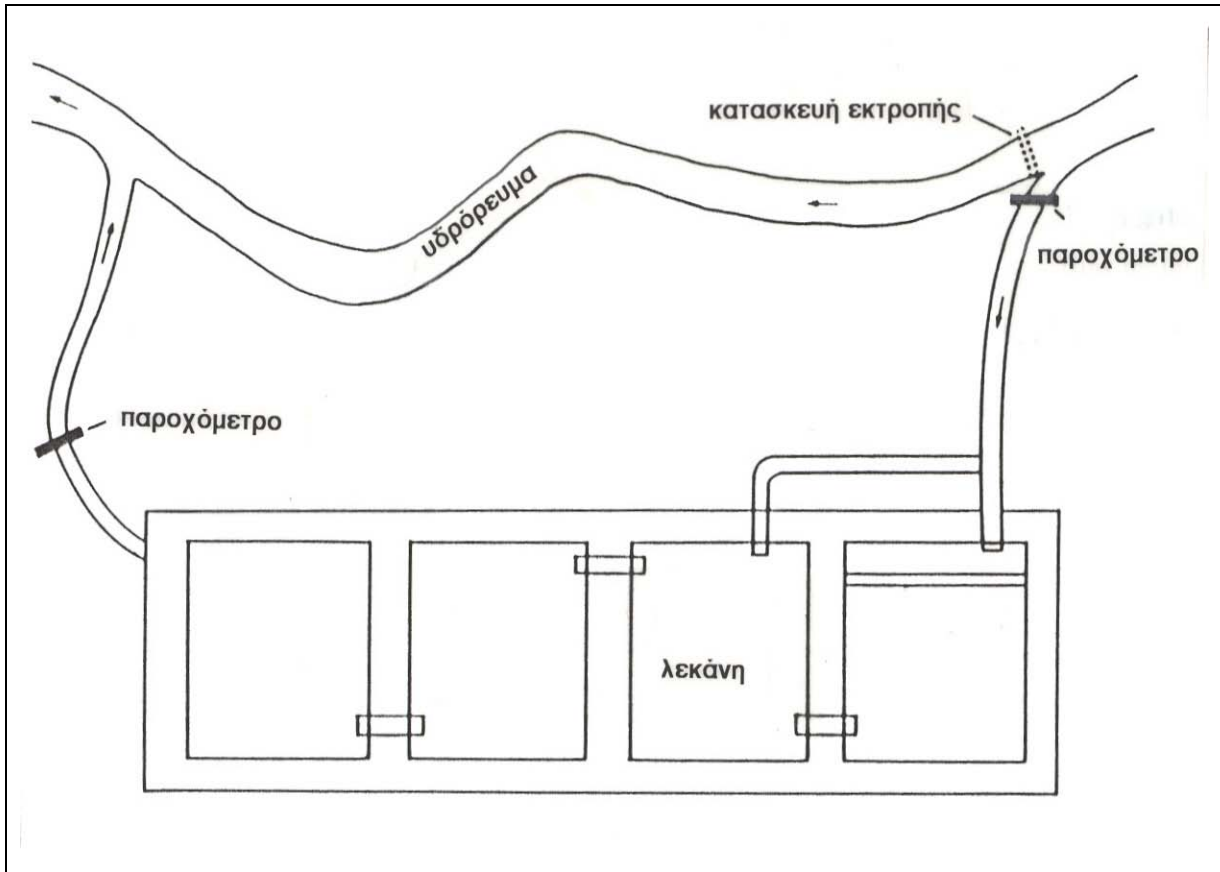 κατασκευή εκτροπής
υδρόρευμα
παροχόμετρο
παροχόμετρο
λεκάνη